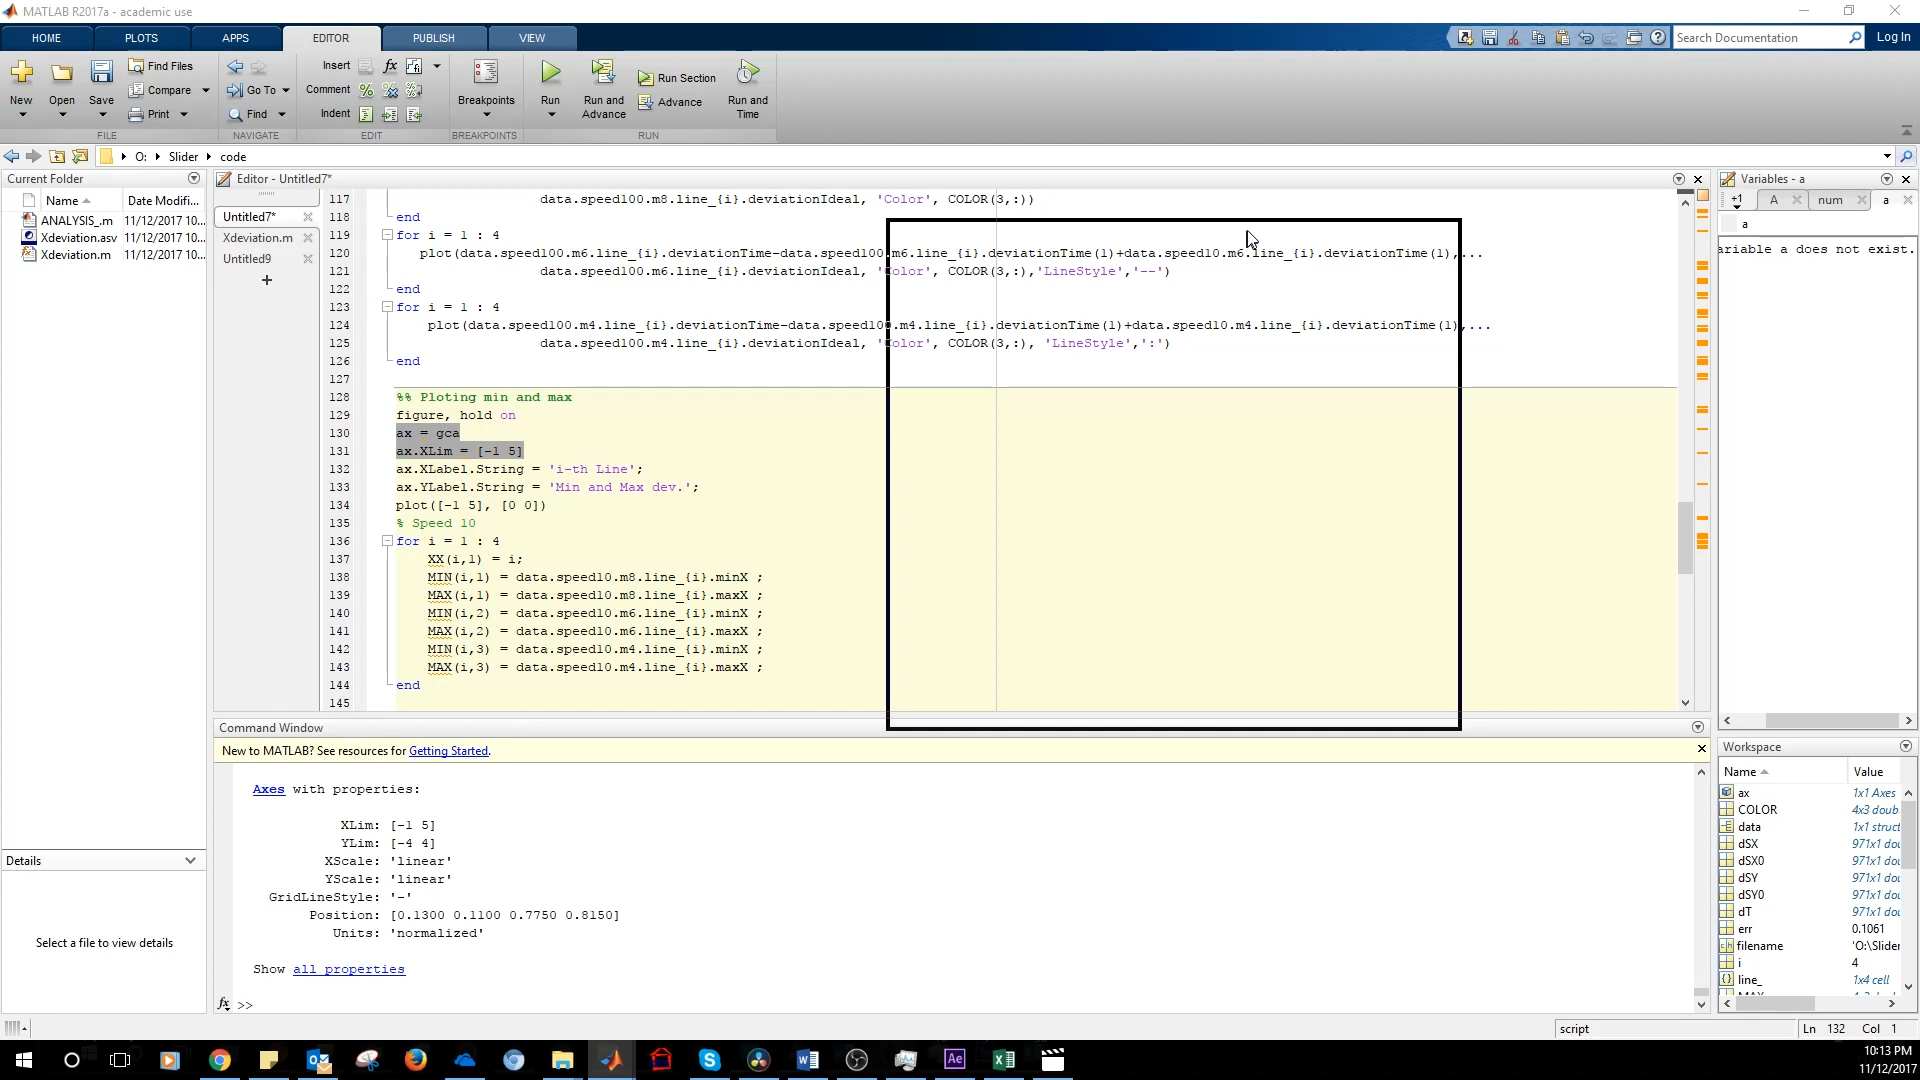 MATLAB R2017a - academic use
HOME PLOTS APPS EDITOR PUBLISH VIEW
Search Documentation
Log In
New Open Save
Find Files
Compare
Print
FILE
Go To
Find
NAVIGATE
Insert
Comment
Indent
EDIT
Breakpoints
BREAKPOINTS
Run
Run and Advance
Run Section
Advance
Run and Time
RUN
O: Slider code
Current Folder
Name Date Modifi...
ANALYSIS_.m 11/12/2017 10...
Xdeviation.asv 11/12/2017 10...
Xdeviation.m 11/12/2017 10...
Details
Select a file to view details
Editor - Untitled7*
Untitled7*
Xdeviation.m
Untitled9
117 data.speed100.m8.line_{i}.deviationIdeal, 'Color', COLOR(3,:))
118 end
119 for i = 1 : 4
120 plot(data.speed100.m6.line_{i}.deviationTime-data.speed100.m6.line_{i}.deviationTime(1)+data.speed10.m6.line_{i}.deviationTime(1),...
121 data.speed100.m6.line_{i}.deviationIdeal, 'Color', COLOR(3,:),'LineStyle','--')
122 end
123 for i = 1 : 4
124 plot(data.speed100.m4.line_{i}.deviationTime-data.speed100.m4.line_{i}.deviationTime(1)+data.speed10.m4.line_{i}.deviationTime(1),...
125 data.speed100.m4.line_{i}.deviationIdeal, 'Color', COLOR(3,:), 'LineStyle',':')
126 end
127
128 %% Ploting min and max
129 figure, hold on
130 ax = gca
131 ax.XLim = [-1 5]
132 ax.XLabel.String = 'i-th Line';
133 ax.YLabel.String = 'Min and Max dev.';
134 plot([-1 5], [0 0])
135 % Speed 10
136 for i = 1 : 4
137 XX(i,1) = i;
138 MIN(i,1) = data.speed10.m8.line_{i}.minX ;
139 MAX(i,1) = data.speed10.m8.line_{i}.maxX ;
140 MIN(i,2) = data.speed10.m6.line_{i}.minX ;
141 MAX(i,2) = data.speed10.m6.line_{i}.maxX ;
142 MIN(i,3) = data.speed10.m4.line_{i}.minX ;
143 MAX(i,3) = data.speed10.m4.line_{i}.maxX ;
144 end
145
Command Window
New to MATLAB? See resources for Getting Started.
Axes with properties:
XLim: [-1 5]
YLim: [-4 4]
XScale: 'linear'
YScale: 'linear'
GridLineStyle: '-'
Position: [0.1300 0.1100 0.7750 0.8150]
Units: 'normalized'
Show all properties
fx >>
Variables - a
A num a
a
ariable a does not exist.
Workspace
Name Value
ax 1x1 Axes
COLOR 4x3 doub
data 1x1 struct
dSX 971x1 dou
dSX0 971x1 dou
dSY 971x1 dou
dSY0 971x1 dou
dT 971x1 dou
err 0.1061
filename 'O:\Slider
i 4
line_ 1x4 cell
script
Ln 132 Col 1
10:13 PM
11/12/2017